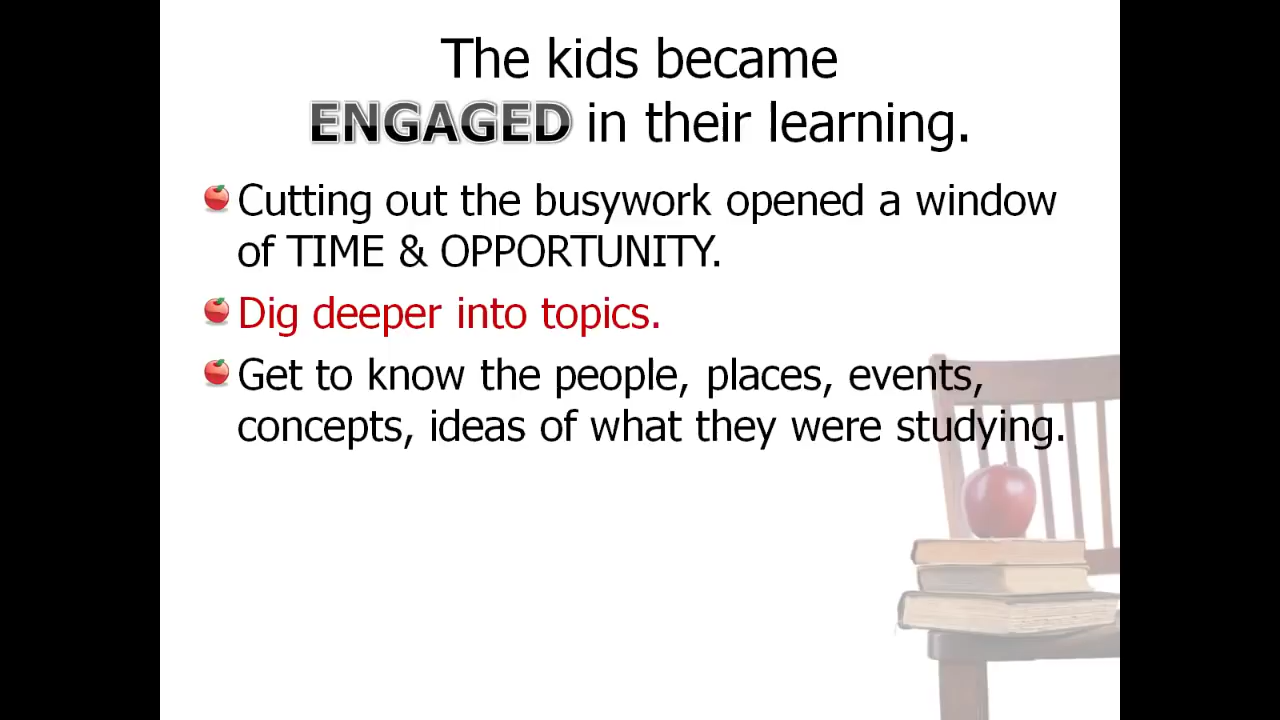 The kids became
ENGAGED in their learning.
Cutting out the busywork opened a window
of TIME & OPPORTUNITY.
Dig deeper into topics.
Get to know the people, places, events,
concepts, ideas of what they were studying.